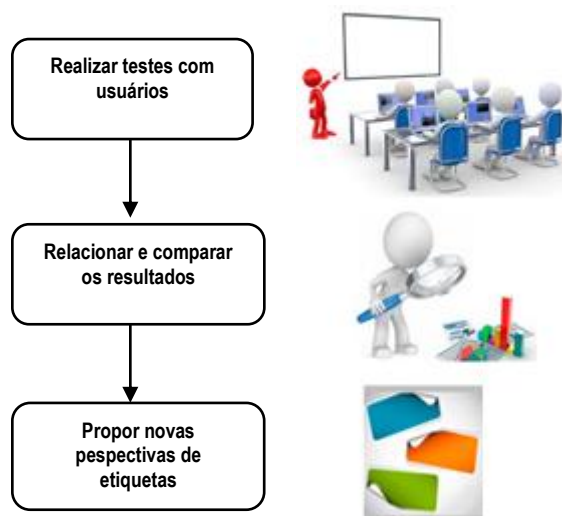 Realizar testes com
usuários
Relacionar e comparar
os resultados
Propor novas
pespectivas de
etiquetas